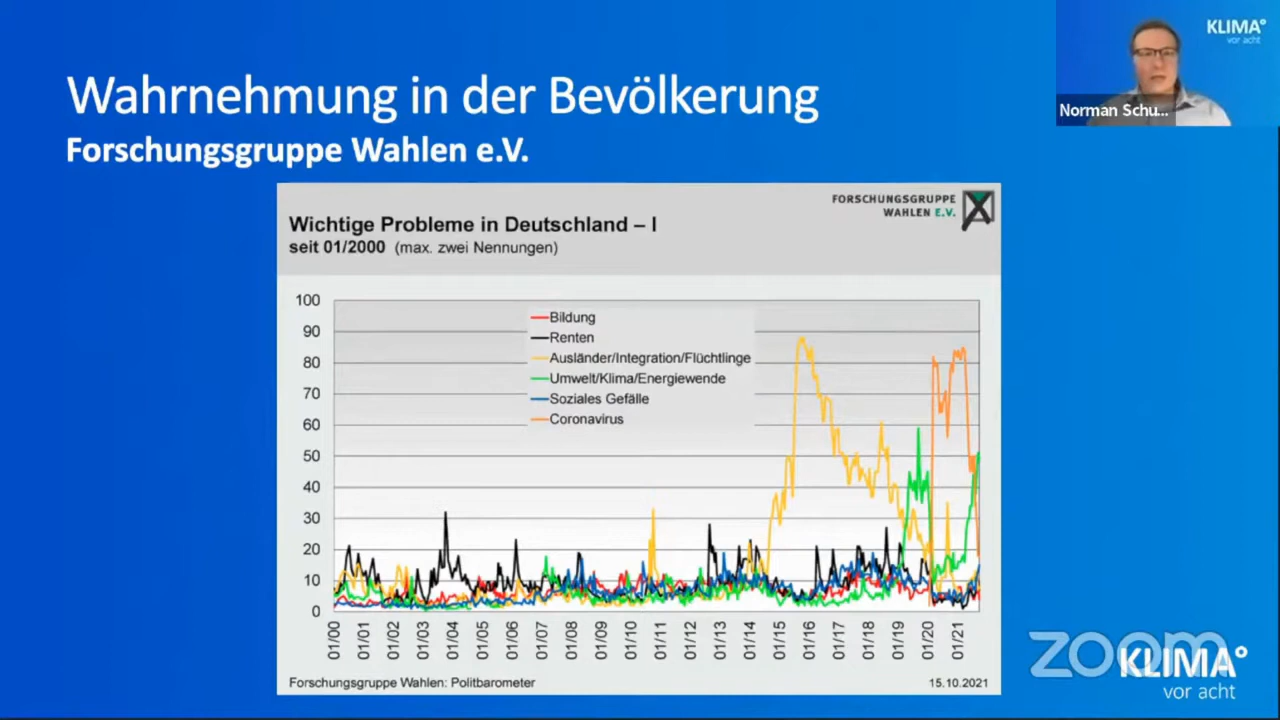 Wahrnehmung in der Bevölkerung
Forschungsgruppe Wahlen e.V.
KLIMA°
vor acht
Norman Schu...
FORSCHUNGSGRUPPE
WAHLEN E.V.
Wichtige Probleme in Deutschland – I
seit 01/2000 (max. zwei Nennungen)
100
90
80
70
60
50
40
30
20
10
0
Bildung
Renten
Ausländer/Integration/Flüchtlinge
Umwelt/Klima/Energiewende
Soziales Gefälle
Coronavirus
01/00
01/01
01/02
01/03
01/04
01/05
01/06
01/07
01/08
01/09
01/10
01/11
01/12
01/13
01/14
01/15
01/16
01/17
01/18
01/19
01/20
01/21
Forschungsgruppe Wahlen: Politbarometer
15.10.2021
zoom
KLIMA°
vor acht